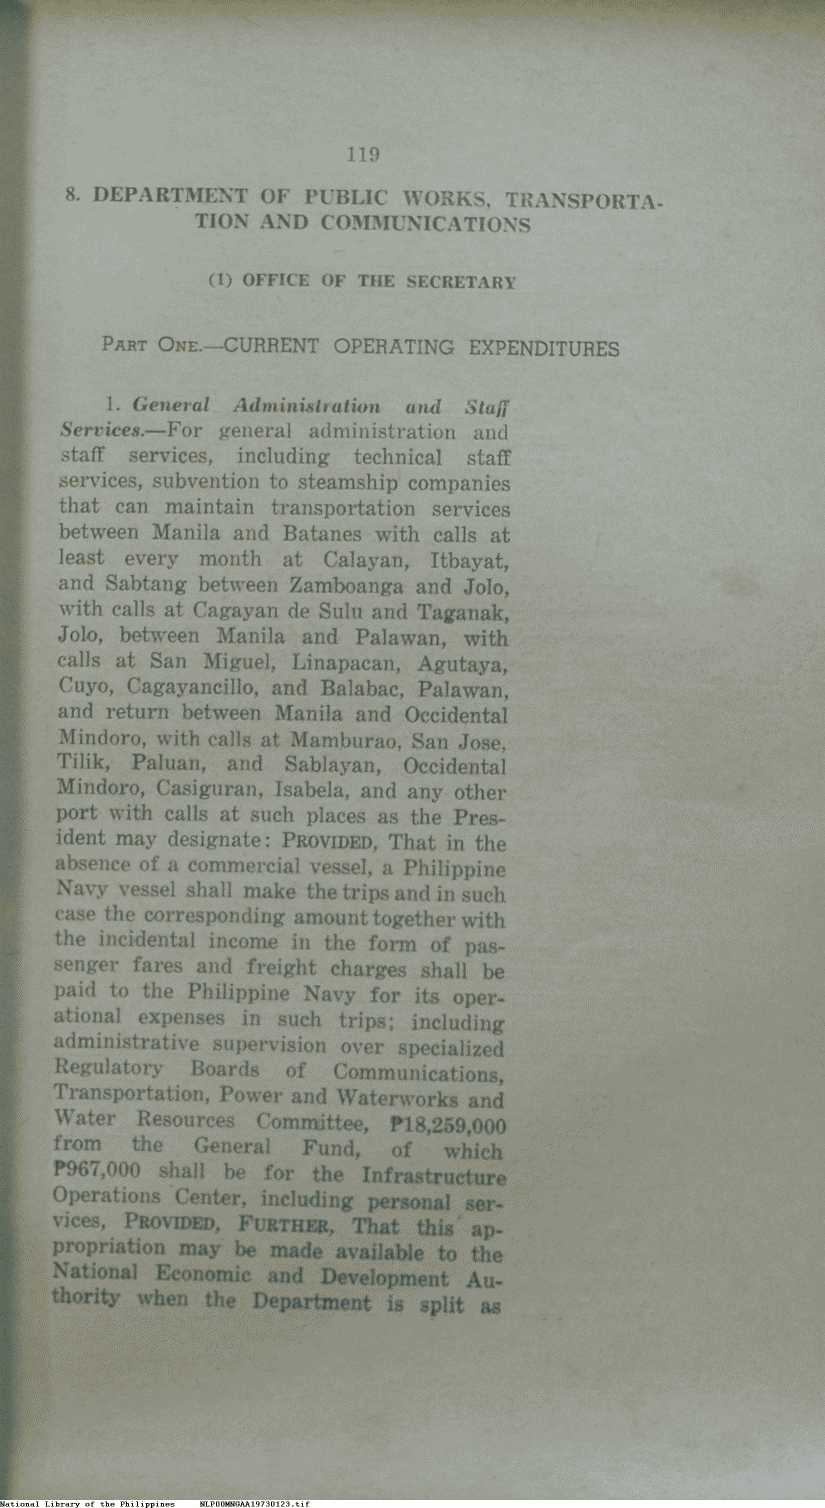 119
8. DEPARTMENT OF PUBLIC WORKS, TRANSPORTA-
TION AND COMMUNICATIONS
(1) OFFICE OF THE SECRETARY
PART ONE.—CURRENT OPERATING EXPENDITURES
1. General Administration and Staff
Services.—For general administration and
staff services, including technical staff
services, subvention to steamship companies
that can maintain transportation services
between Manila and Batanes with calls at
least every month at Calayan, Itbayat,
and Sabtang between Zamboanga and Jolo,
with calls at Cagayan de Sulu and Taganak,
Jolo, between Manila and Palawan, with
calls at San Miguel, Linapacan, Agutaya,
Cuyo, Cagayancillo, and Balabac, Palawan,
and return between Manila and Occidental
Mindoro, with calls at Mamburao, San Jose,
Tilik, Paluan, and Sablayan, Occidental
Mindoro, Casiguran, Isabela, and any other
port with calls at such places as the Pres-
ident may designate: PROVIDED, That in the
absence of a commercial vessel, a Philippine
Navy vessel shall make the trips and in such
case the corresponding amount together with
the incidental income in the form of pas-
senger fares and freight charges shall be
paid to the Philippine Navy for its oper-
ational expenses in such trips; including
administrative supervision over specialized
Regulatory Boards of Communications,
Transportation, Power and Waterworks and
Water Resources Committee, ₱18,259,000
from the General Fund, of which
₱967,000 shall be for the Infrastructure
Operations Center, including personal ser-
vices, PROVIDED, FURTHER, That this ap-
propriation may be made available to the
National Economic and Development Au-
thority when the Department is split as
National Library of the Philippines NLP00MNGAA19730123.tif